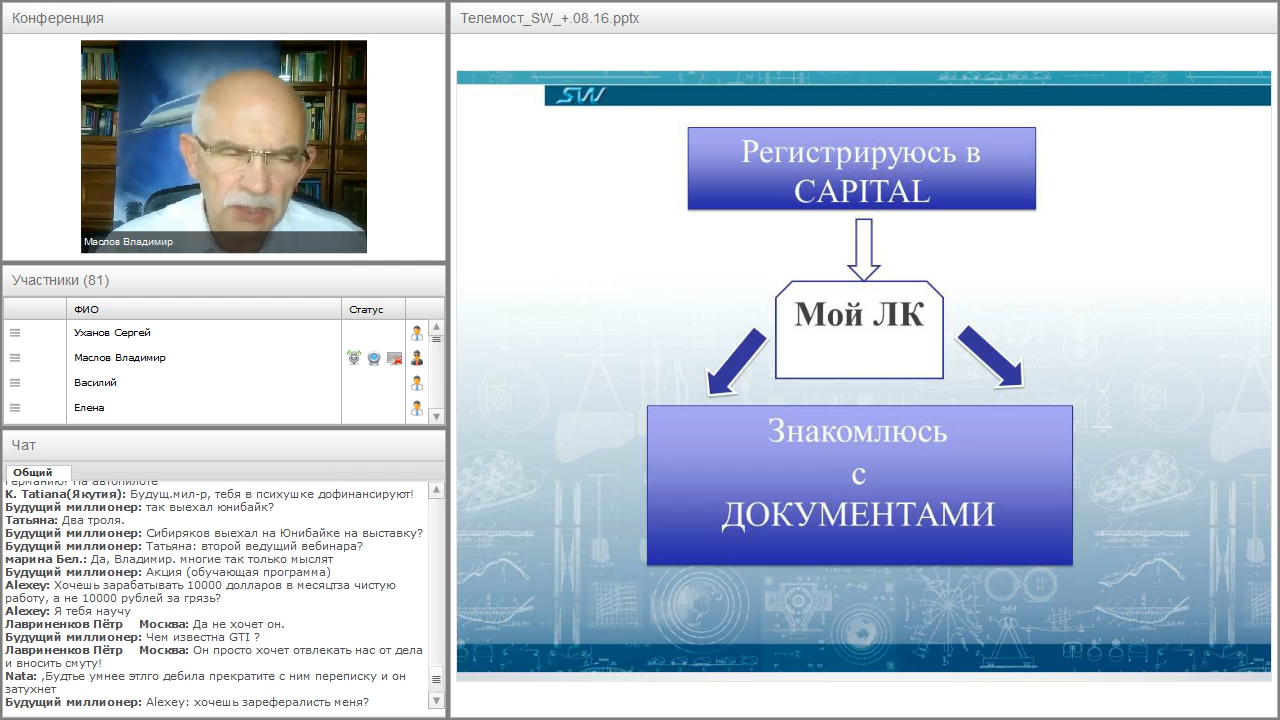 Конференция
Маслов Владимир
Участники (81)
ФИО
Статус
Уханов Сергей
Маслов Владимир
Василий
Елена
Чат
Общий
Германию! На автопилоте
K. Tatiana(Якутия): Будущ.мил-р, тебя в психушке дофинансируют!
Будущий миллионер: так выехал юнибайк?
Татьяна: Два троля.
Будущий миллионер: Сибиряков выехал на Юнибайке на выставку?
Будущий миллионер: Татьяна: второй ведущий вебинара?
марина Бел.: Да, Владимир. многие так только мыслят
Будущий миллионер: Акция (обучающая программа)
Alexey: Хочешь зарабатывать 10000 долларов в месяцтза чистую
работу, а не 10000 рублей за грязь?
Alexey: Я тебя научу
Лавриненков Пётр Москва: Да не хочет он.
Будущий миллионер: Чем известна GTI ?
Лавриненков Пётр Москва: Он просто хочет отвлекать нас от дела
и вносить смуту!
Nata: ,Будтье умнее этлго дебила прекратите с ним переписку и он
затухнет
Будущий миллионер: Alexey: хочешь зарефералисть меня?
Телемост_SW_+.08.16.pptx
SW
Регистрируюсь в
CAPITAL
Мой ЛК
Знакомлюсь
с
ДОКУМЕНТАМИ